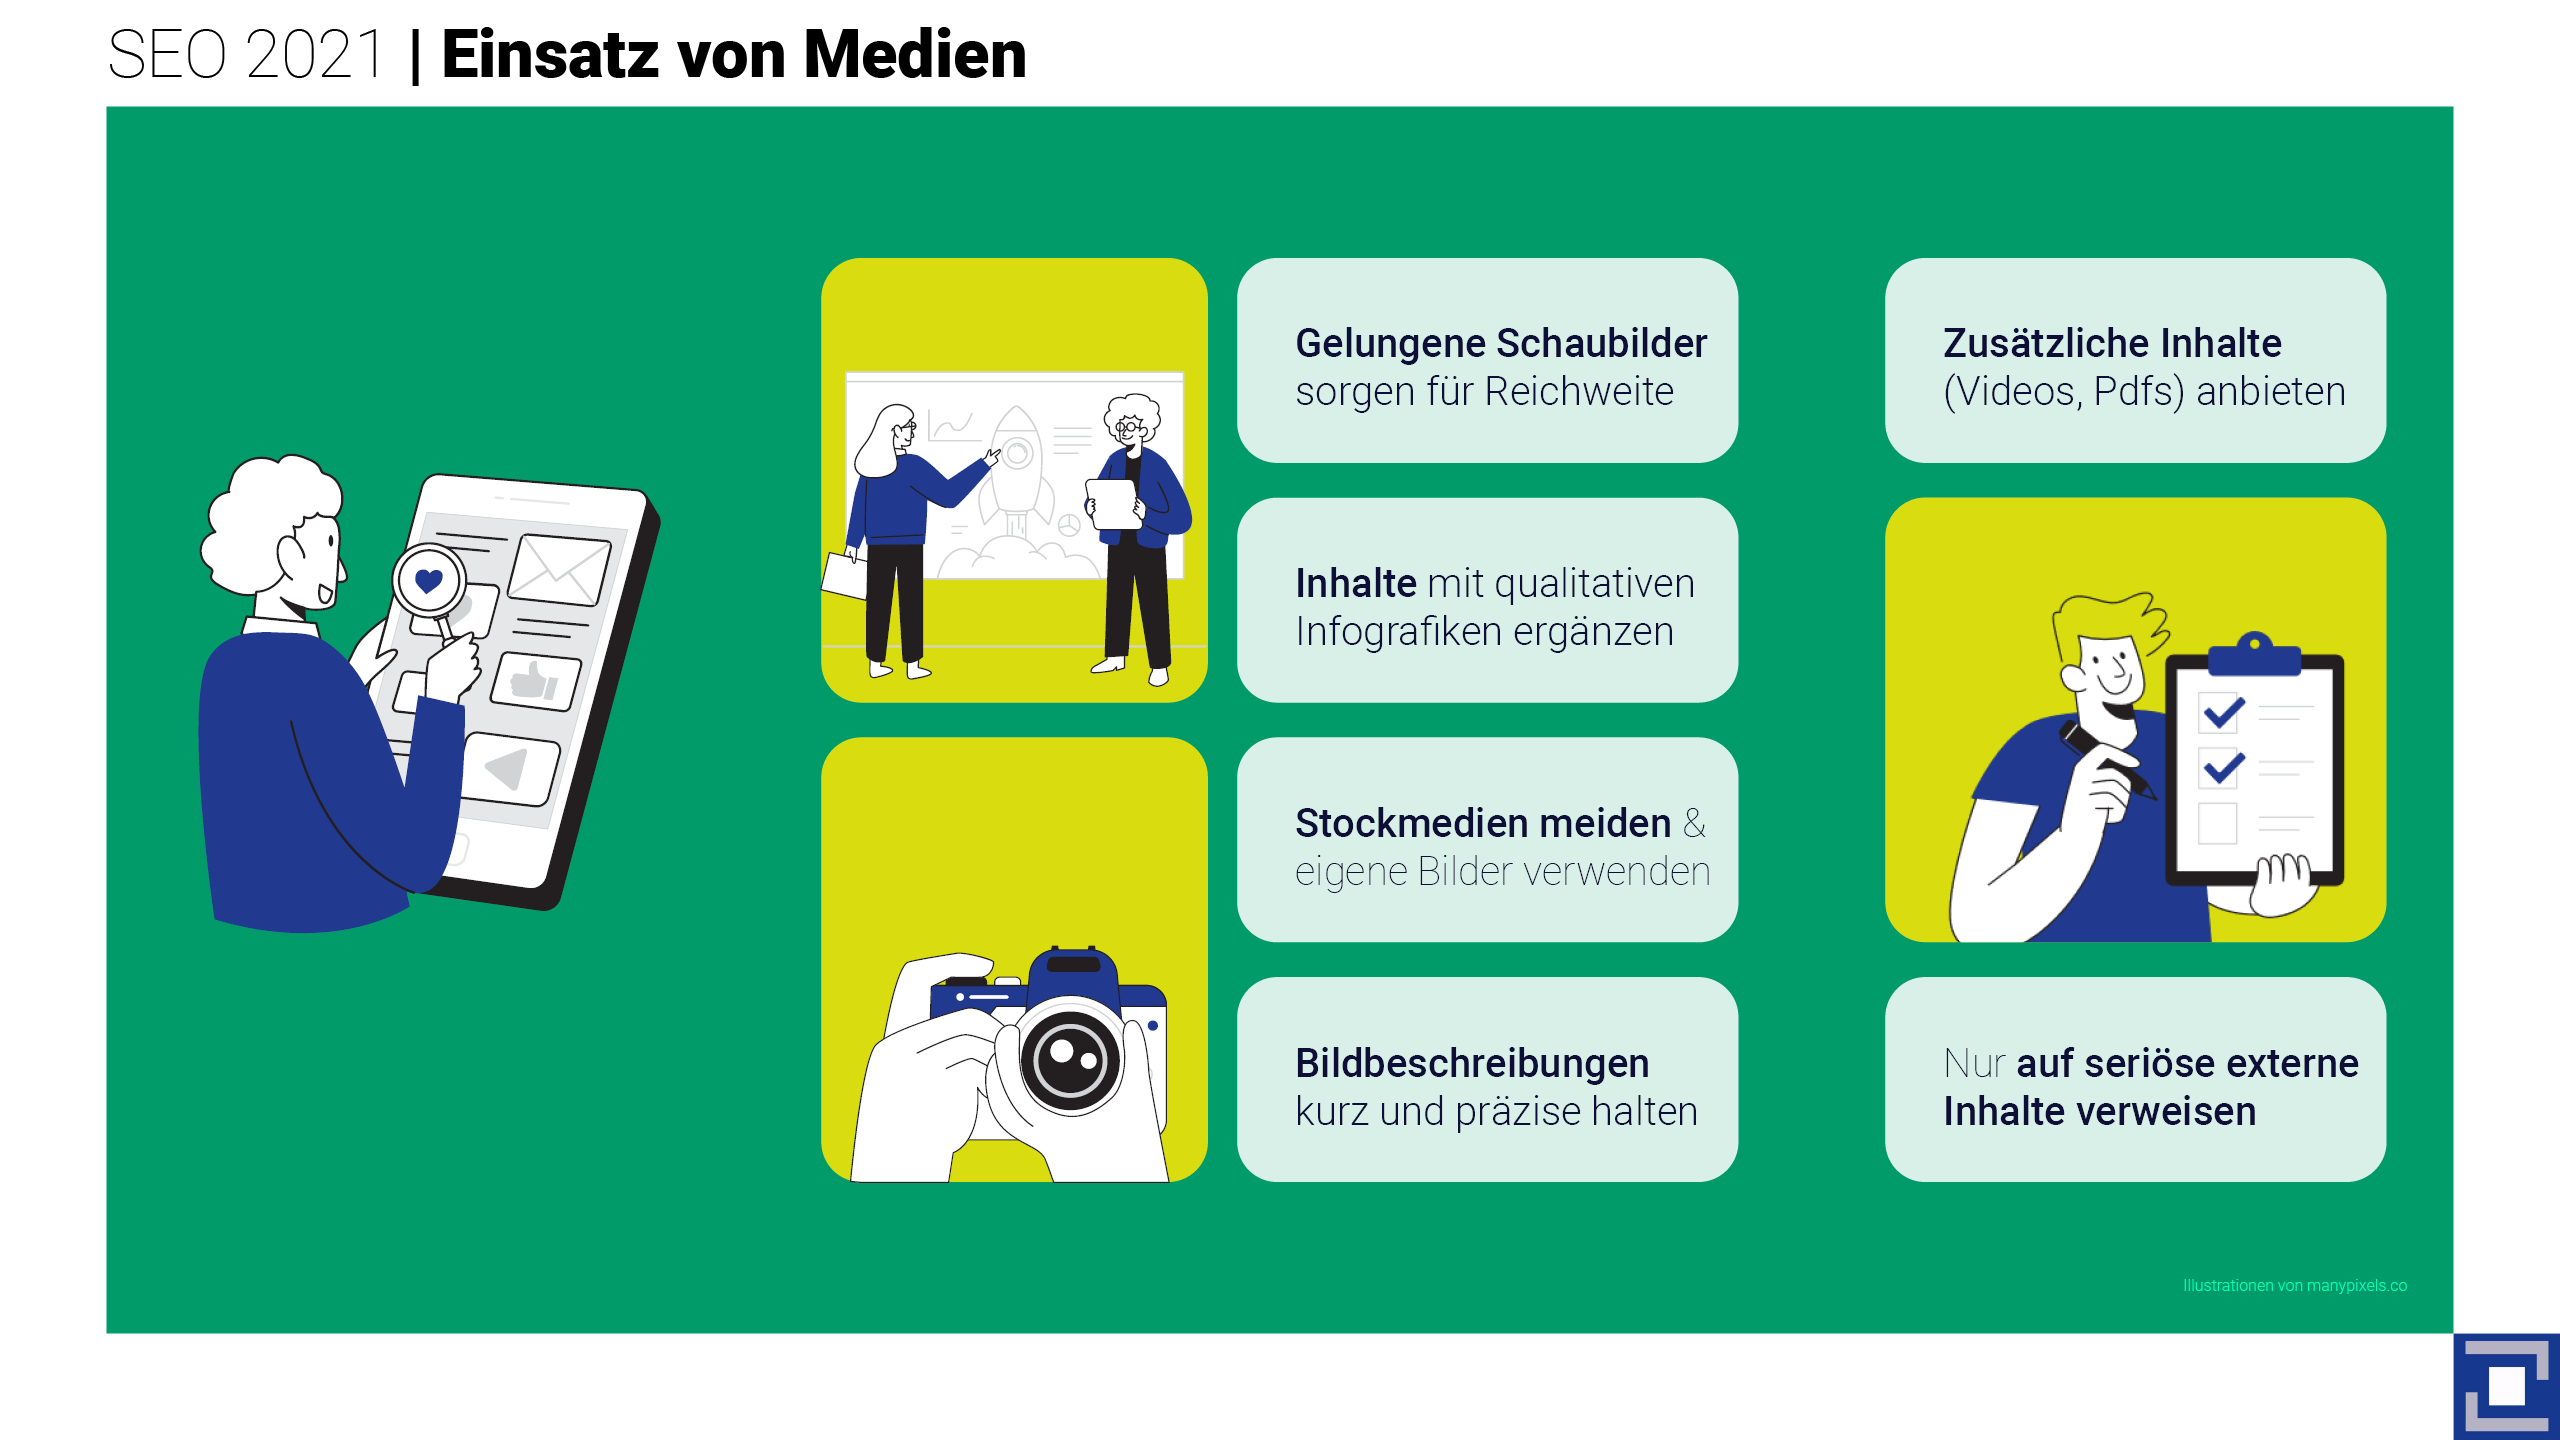 SEO 2021 | Einsatz von Medien
Gelungene Schaubilder
sorgen für Reichweite
Inhalte mit qualitativen
Infografiken ergänzen
Stockmedien meiden &
eigene Bilder verwenden
Bildbeschreibungen
kurz und präzise halten
Zusätzliche Inhalte
(Videos, Pdfs) anbieten
Nur auf seriöse externe
Inhalte verweisen
Illustrationen von manypixels.co